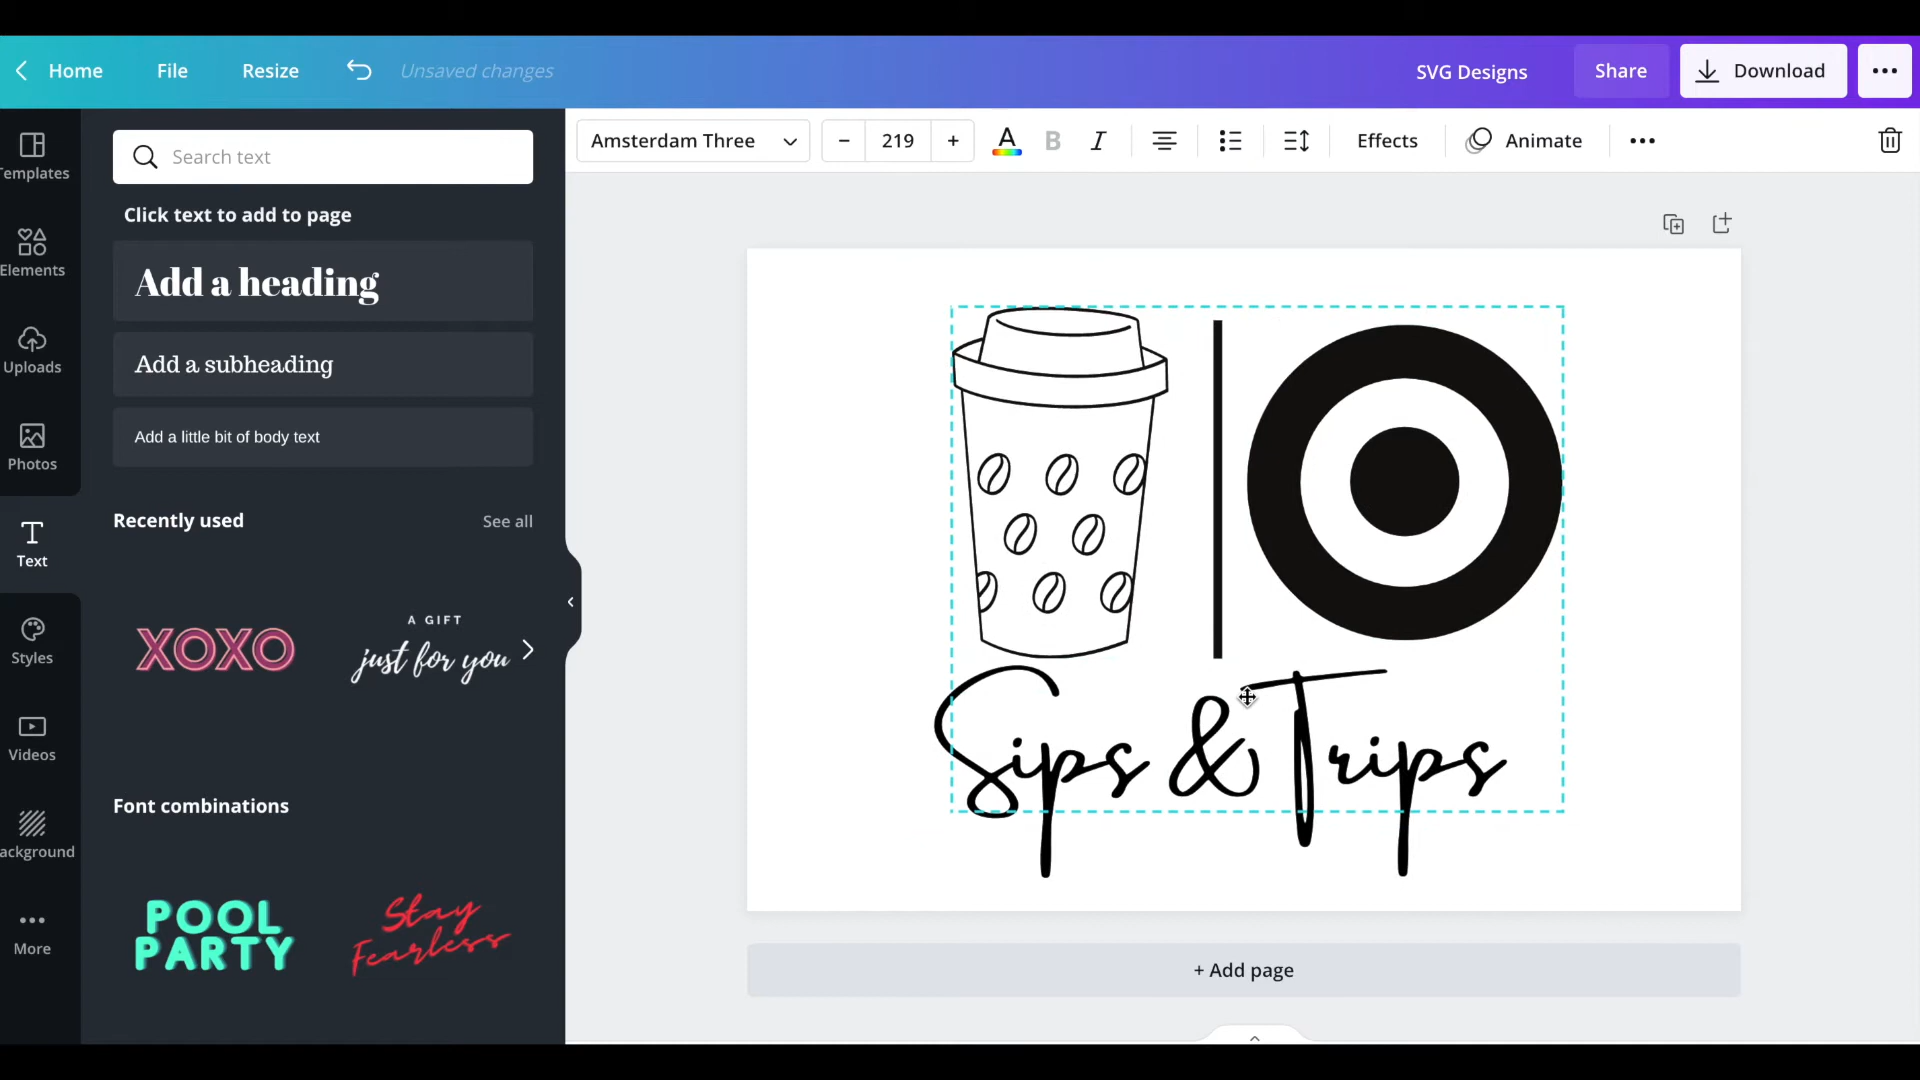 Home File Resize Unsaved changes SVG Designs Share Download
Templates
Elements
Uploads
Photos
Text
Styles
Videos
ackground
More
Search text
Click text to add to page
Add a heading
Add a subheading
Add a little bit of body text
Recently used See all
XOXO
A GIFT
just for you
Font combinations
POOL
PARTY
Stay
Fearless
Amsterdam Three 219 A B I Effects Animate
Sips & Trips
+ Add page